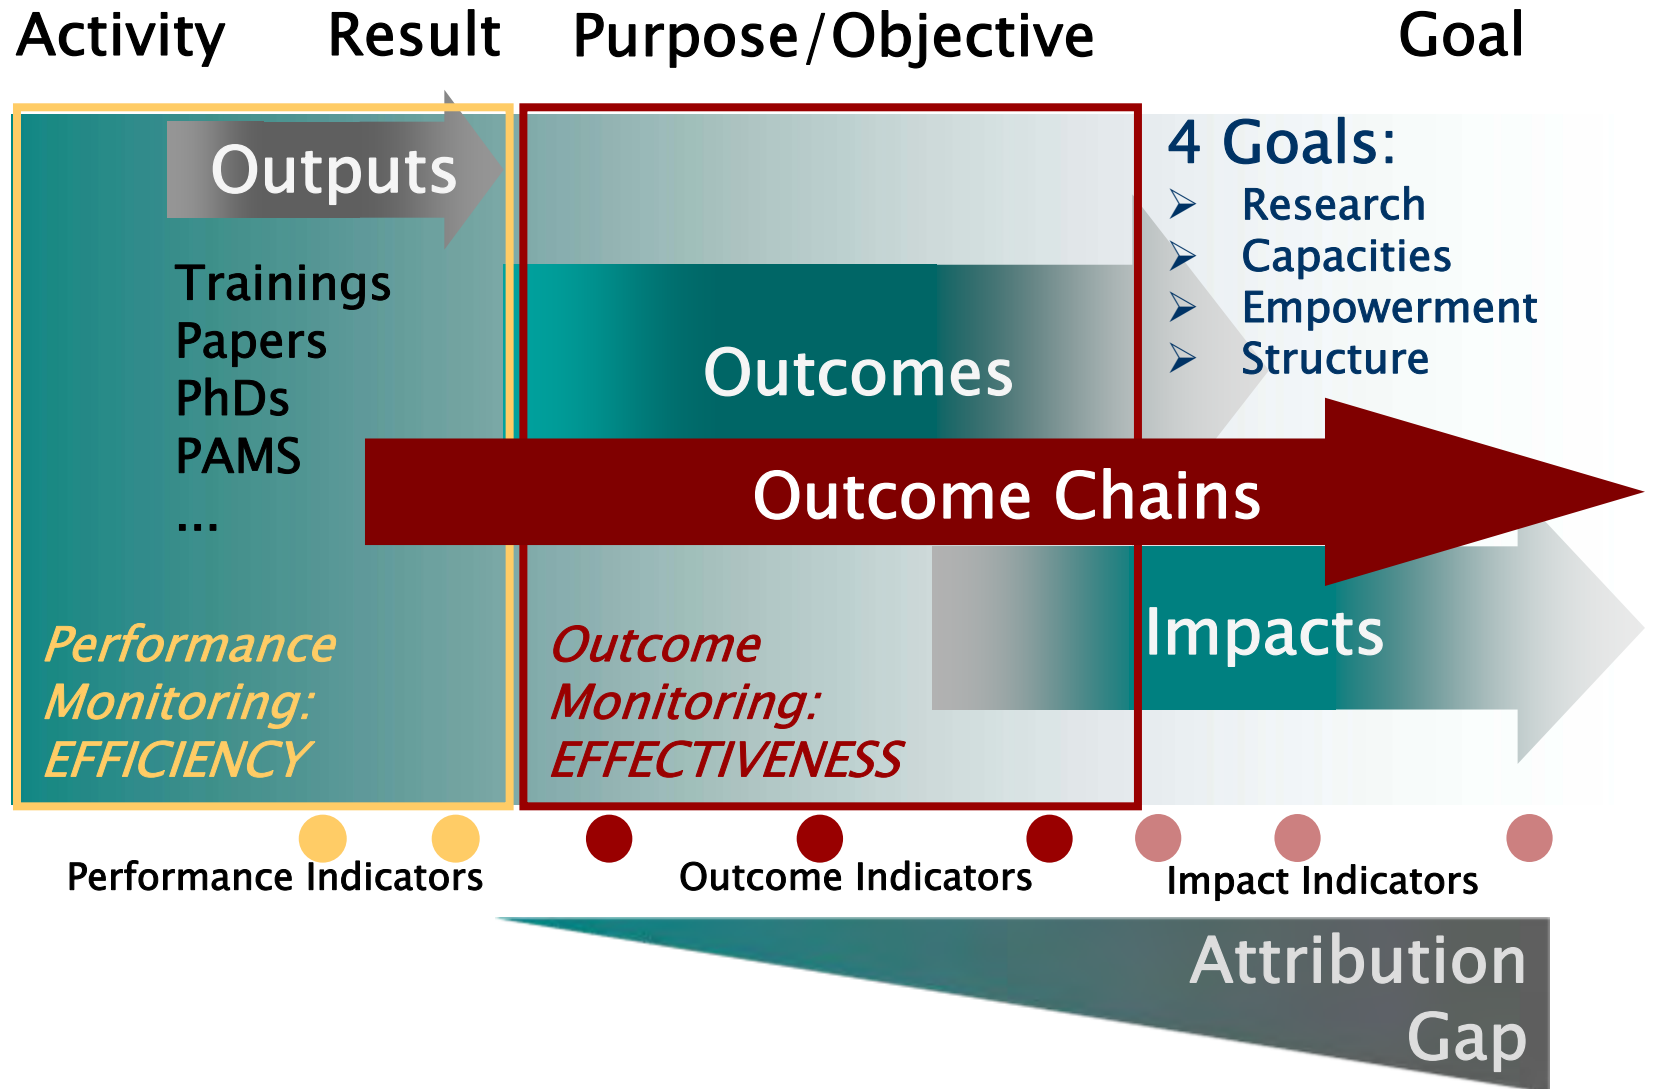 Activity Result Purpose/Objective Goal
Outputs
Trainings
Papers
PhDs
PAMS
...
4 Goals:
Research
Capacities
Empowerment
Structure
Outcomes
Outcome Chains
Impacts
Performance
Monitoring:
EFFICIENCY
Outcome
Monitoring:
EFFECTIVENESS
Performance Indicators
Outcome Indicators
Impact Indicators
Attribution
Gap